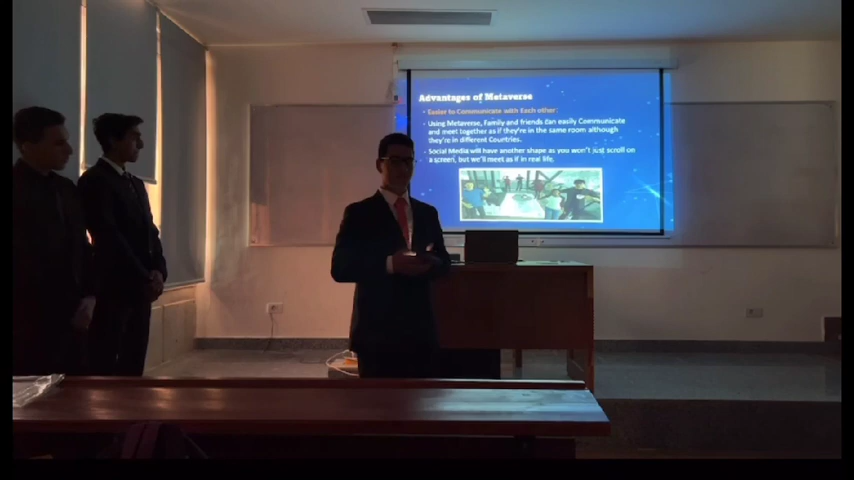 Advantages of Metaverse
• Easier to Communicate with Each other:
• Using Metaverse, Family and friends can easily Communicate
and meet together as if they're in the same room although
they're in different Countries.
• Social Media will have another shape as you won't just scroll on
a screen, but we'll meet as if in real life.